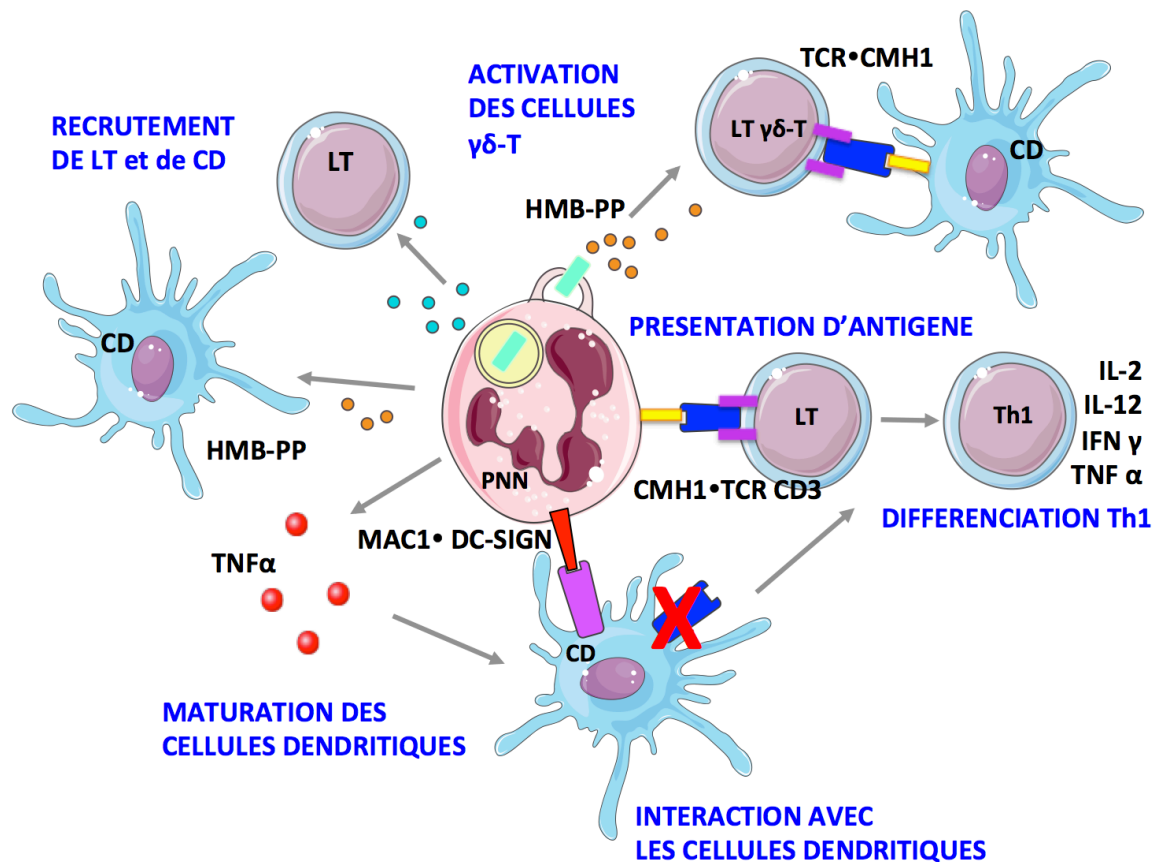 RECRUTEMENT
DE LT et de CD
LT
ACTIVATION
DES CELLULES
γδ-T
TCR•CMH1
LT γδ-T
CD
HMB-PP
CD
HMB-PP
PRESENTATION D’ANTIGENE
LT
Th1
IL-2
IL-12
IFN γ
TNF α
PNN
CMH1•TCR CD3
DIFFERENCIATION Th1
MAC1• DC-SIGN
TNFα
CD
MATURATION DES
CELLULES DENDRITIQUES
X
INTERACTION AVEC
LES CELLULES DENDRITIQUES